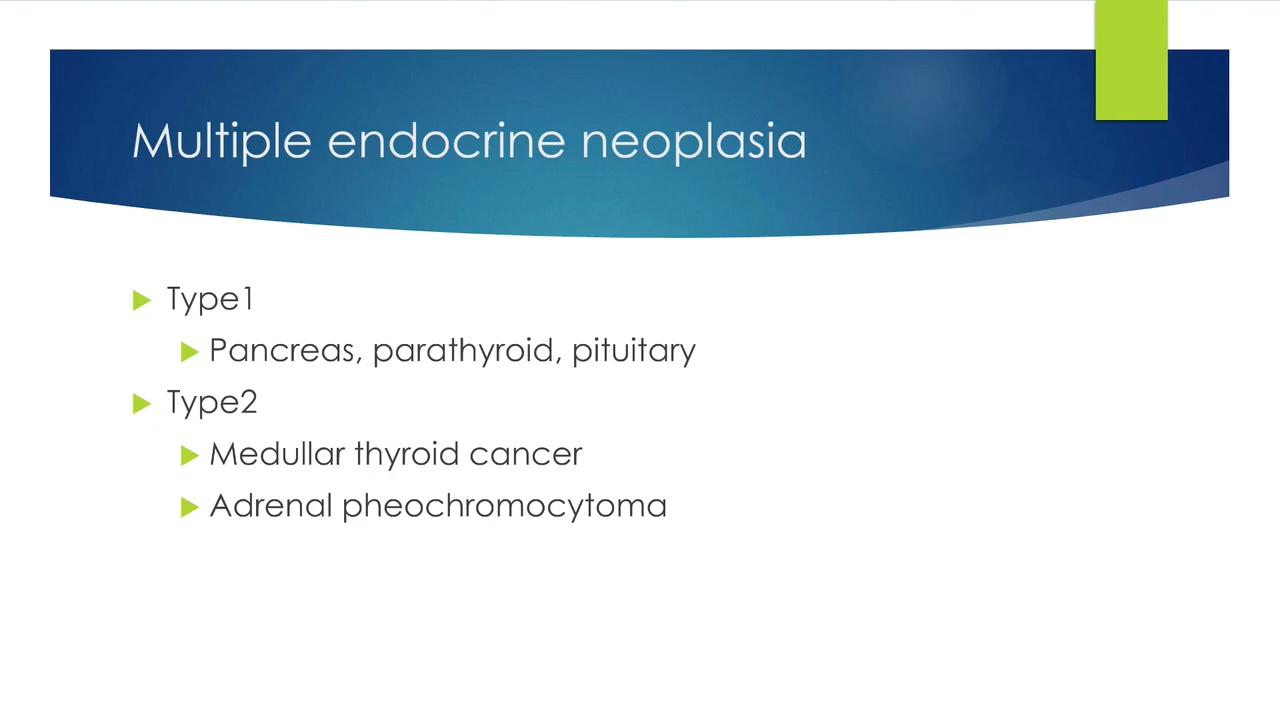 Multiple endocrine neoplasia
Type1
Pancreas, parathyroid, pituitary
Type2
Medullar thyroid cancer
Adrenal pheochromocytoma